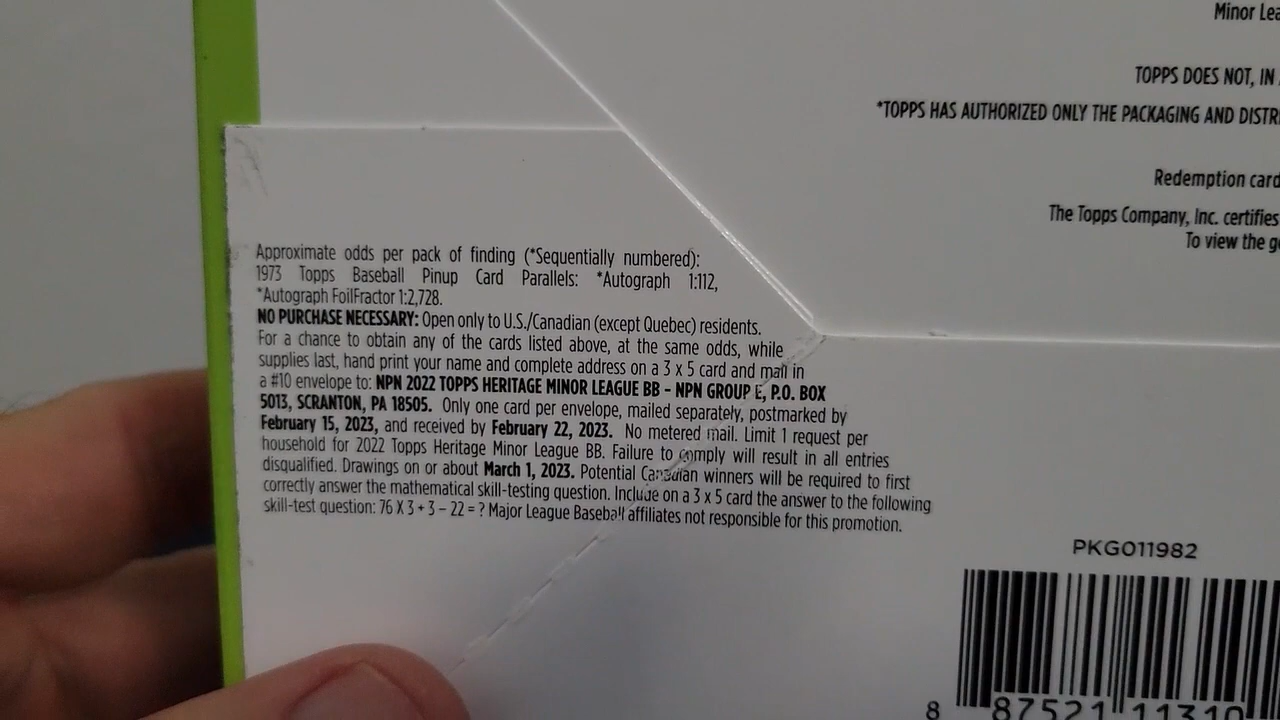 Minor Lea
TOPPS DOES NOT, IN
*TOPPS HAS AUTHORIZED ONLY THE PACKAGING AND DISTR
Redemption card
The Topps Company, Inc. certifies
To view the g
Approximate odds per pack of finding (*Sequentially numbered):
1973 Topps Baseball Pinup Card Parallels: *Autograph 1:112,
*Autograph FoilFractor 1:2,728.
NO PURCHASE NECESSARY: Open only to U.S./Canadian (except Quebec) residents.
For a chance to obtain any of the cards listed above, at the same odds, while
supplies last, hand print your name and complete address on a 3 x 5 card and mail in
a #10 envelope to: NPN 2022 TOPPS HERITAGE MINOR LEAGUE BB - NPN GROUP E, P.O. BOX
5013, SCRANTON, PA 18505. Only one card per envelope, mailed separately, postmarked by
February 15, 2023, and received by February 22, 2023. No metered mail. Limit 1 request per
household for 2022 Topps Heritage Minor League BB. Failure to comply will result in all entries
disqualified. Drawings on or about March 1, 2023. Potential Canadian winners will be required to first
correctly answer the mathematical skill-testing question. Include on a 3 x 5 card the answer to the following
skill-test question: 76 X 3 + 3 – 22 = ? Major League Baseball affiliates not responsible for this promotion.
PKG011982
8 87521 11310